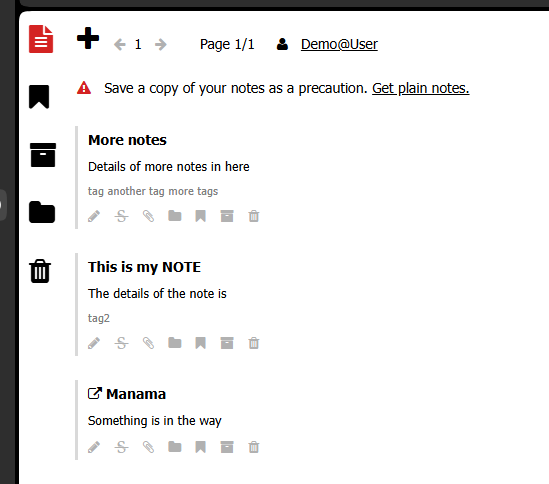 1 Page 1/1 Demo@User
Save a copy of your notes as a precaution. Get plain notes.
More notes
Details of more notes in here
tag another tag more tags
This is my NOTE
The details of the note is
tag2
Manama
Something is in the way